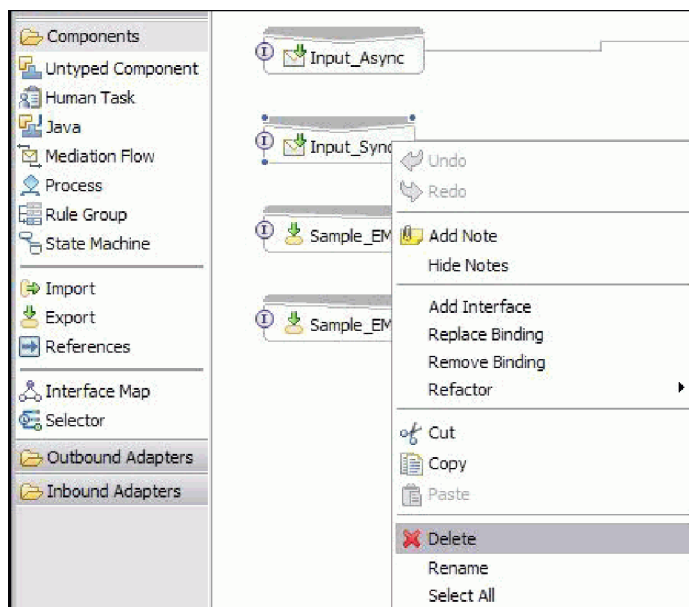 Components
Untyped Component
Human Task
Java
Mediation Flow
Process
Rule Group
State Machine
Import
Export
References
Interface Map
Selector
Outbound Adapters
Inbound Adapters
I
Input_Async
I
Input_Sync
I
Sample_EM
I
Sample_EM
Undo
Redo
Add Note
Hide Notes
Add Interface
Replace Binding
Remove Binding
Refactor
Cut
Copy
Paste
Delete
Rename
Select All